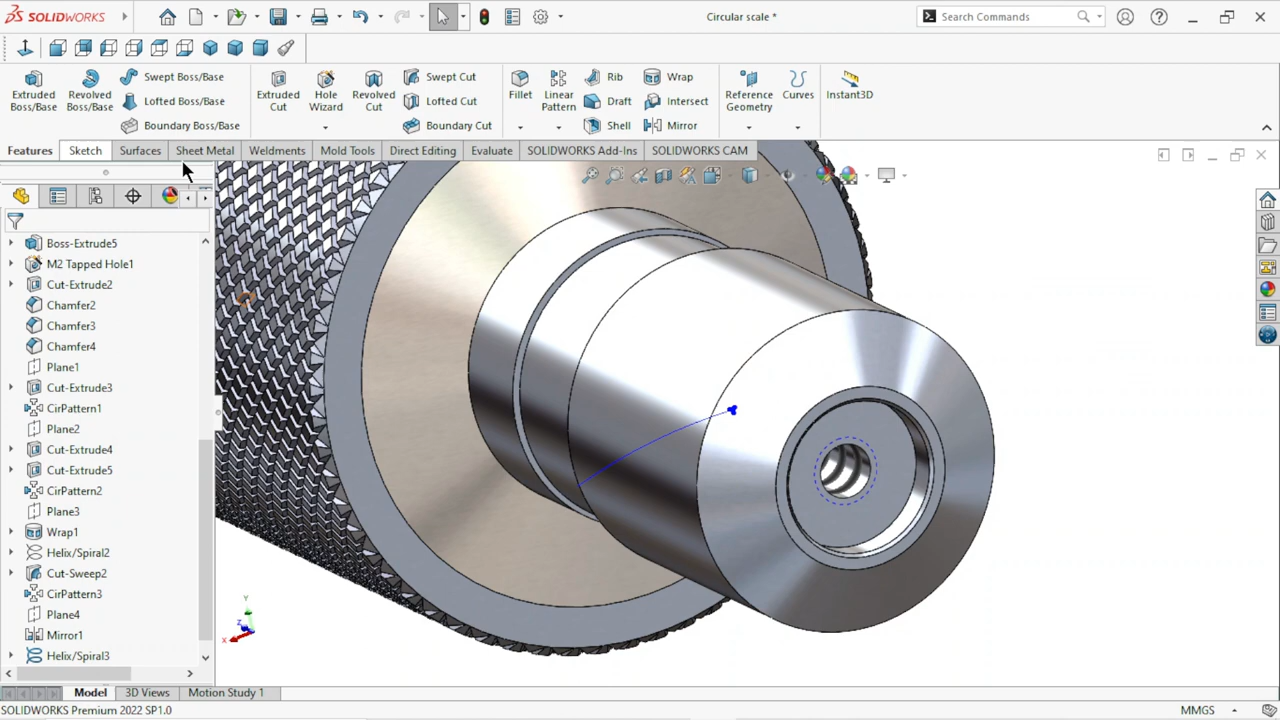 SOLIDWORKS
Circular scale *
Search Commands
Extruded Boss/Base
Revolved Boss/Base
Swept Boss/Base
Lofted Boss/Base
Boundary Boss/Base
Extruded Cut
Hole Wizard
Revolved Cut
Swept Cut
Lofted Cut
Boundary Cut
Fillet
Linear Pattern
Rib
Draft
Shell
Wrap
Intersect
Mirror
Reference Geometry
Curves
Instant3D
Features
Sketch
Surfaces
Sheet Metal
Weldments
Mold Tools
Direct Editing
Evaluate
SOLIDWORKS Add-Ins
SOLIDWORKS CAM
Boss-Extrude5
M2 Tapped Hole1
Cut-Extrude2
Chamfer2
Chamfer3
Chamfer4
Plane1
Cut-Extrude3
CirPattern1
Plane2
Cut-Extrude4
Cut-Extrude5
CirPattern2
Plane3
Wrap1
Helix/Spiral2
Cut-Sweep2
CirPattern3
Plane4
Mirror1
Helix/Spiral3
Y
Z
X
Model
3D Views
Motion Study 1
SOLIDWORKS Premium 2022 SP1.0
MMGS